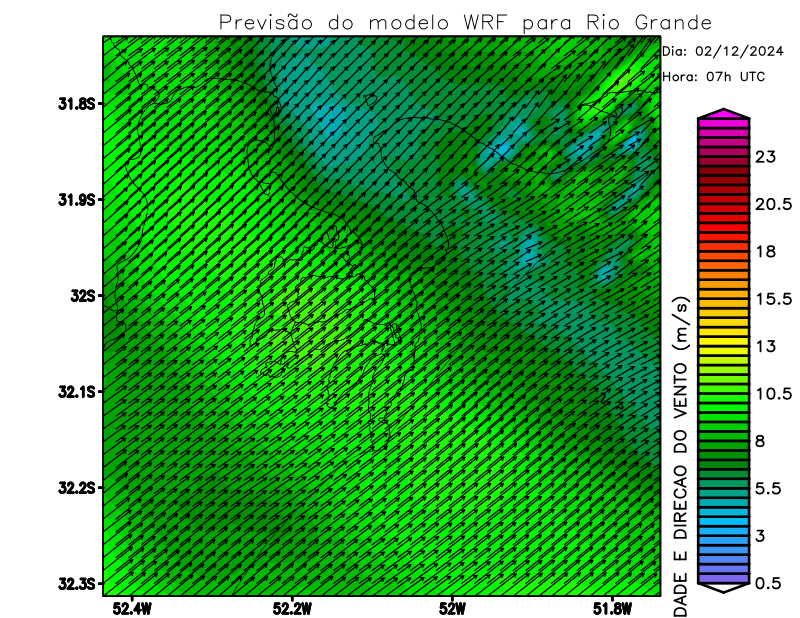 Previsão do modelo WRF para Rio Grande
Dia: 02/12/2024
Hora: 07h UTC
31.8S
31.9S
32S
32.1S
32.2S
32.3S
52.4W
52.2W
52W
51.8W
DADE E DIRECAO DO VENTO (m/s)
23
20.5
18
15.5
13
10.5
8
5.5
3
0.5